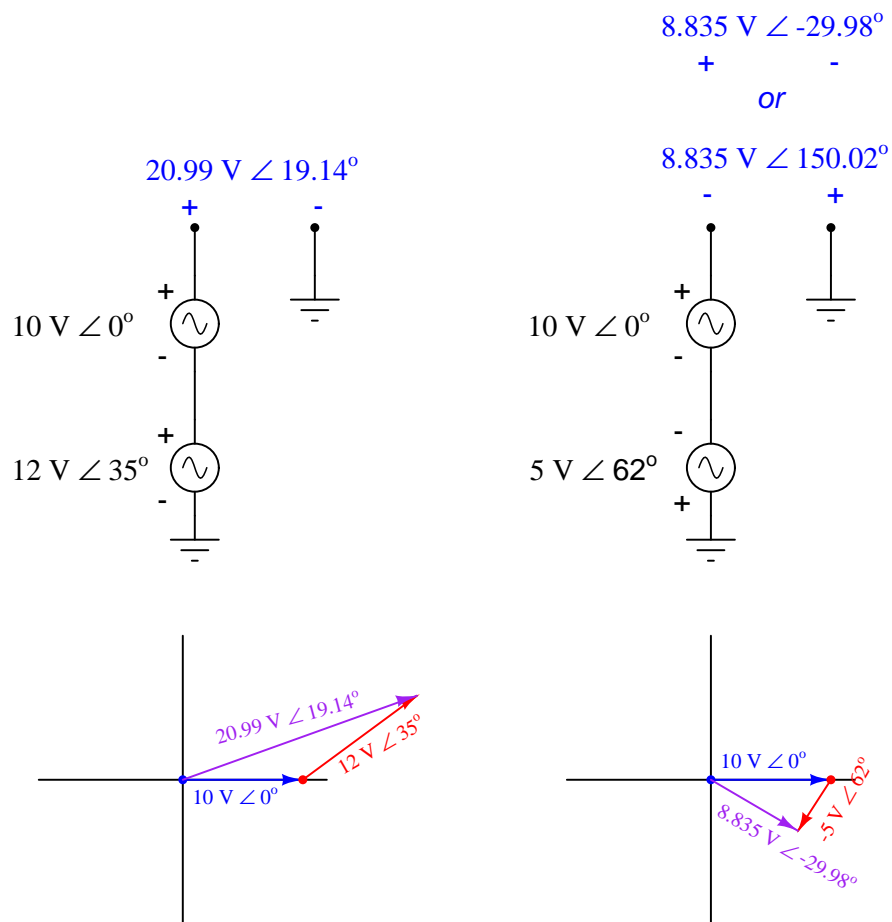 8.835 V ∠ -29.98°
+ -
or
8.835 V ∠ 150.02°
- +
20.99 V ∠ 19.14°
+ -
+
10 V ∠ 0°
-
+
12 V ∠ 35°
-
+
10 V ∠ 0°
-
-
5 V ∠ 62°
+
20.99 V ∠ 19.14°
12 V ∠ 35°
10 V ∠ 0°
10 V ∠ 0°
-5 V ∠ 62°
8.835 V ∠ -29.98°